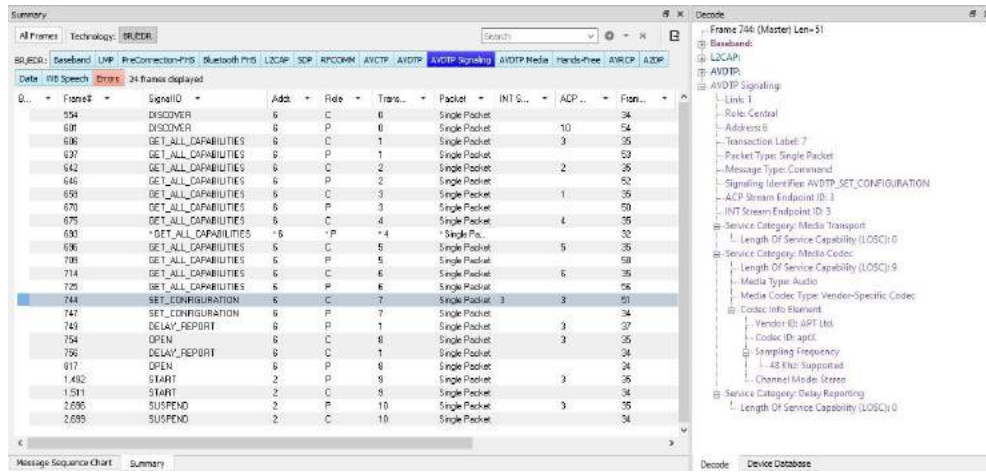 Summary
All Frames Technology: BR/EDR Search
BR/EDR: Baseband LMP PreConnection-FHS Bluetooth FHS L2CAP SDP RFCOMM AVCTP AVDTP AVDTP Signaling AVDTP Media Hands-Free AVRCP A2DP
Data Errors 24 frames displayed
B... Frame# SignalID Addr. Role Trans... Packet INT S... ACP ... Fram...
554 DISCOVER 6 C 0 Single Packet 34
601 DISCOVER 6 P 0 Single Packet 10 54
606 GET_ALL_CAPABILITIES 6 C 1 Single Packet 3 35
637 GET_ALL_CAPABILITIES 6 P 1 Single Packet 53
642 GET_ALL_CAPABILITIES 6 C 2 Single Packet 2 35
646 GET_ALL_CAPABILITIES 6 P 2 Single Packet 52
658 GET_ALL_CAPABILITIES 6 C 3 Single Packet 1 35
670 GET_ALL_CAPABILITIES 6 P 3 Single Packet 50
675 GET_ALL_CAPABILITIES 6 C 4 Single Packet 4 35
693 * GET_ALL_CAPABILITIES * 6 * P * 4 * Single Pa... 32
696 GET_ALL_CAPABILITIES 6 C 5 Single Packet 5 35
709 GET_ALL_CAPABILITIES 6 P 5 Single Packet 58
714 GET_ALL_CAPABILITIES 6 C 6 Single Packet 6 35
725 GET_ALL_CAPABILITIES 6 P 6 Single Packet 56
744 SET_CONFIGURATION 6 C 7 Single Packet 3 3 51
747 SET_CONFIGURATION 6 P 7 Single Packet 34
749 DELAY_REPORT 6 P 1 Single Packet 3 37
754 OPEN 6 C 8 Single Packet 3 35
756 DELAY_REPORT 6 C 1 Single Packet 34
817 OPEN 6 P 8 Single Packet 34
1,492 START 2 P 9 Single Packet 3 35
1,511 START 2 C 9 Single Packet 34
2,695 SUSPEND 2 P 10 Single Packet 3 35
2,699 SUSPEND 2 C 10 Single Packet 34
Message Sequence Chart Summary
Decode
Frame 744: (Master) Len=51
Baseband:
L2CAP:
AVDTP:
AVDTP Signaling:
Link: 1
Role: Central
Address: 6
Transaction Label: 7
Packet Type: Single Packet
Message Type: Command
Signaling Identifier: AVDTP_SET_CONFIGURATION
ACP Stream Endpoint ID: 3
INT Stream Endpoint ID: 3
Service Category: Media Transport
Length Of Service Capability (LOSC): 0
Service Category: Media Codec
Length Of Service Capability (LOSC): 9
Media Type: Audio
Media Codec Type: Vendor-Specific Codec
Codec Info Element
Vendor ID: APT Ltd.
Codec ID: aptX
Sampling Frequency
48 Khz: Supported
Channel Mode: Stereo
Service Category: Delay Reporting
Length Of Service Capability (LOSC): 0
Decode Device Database